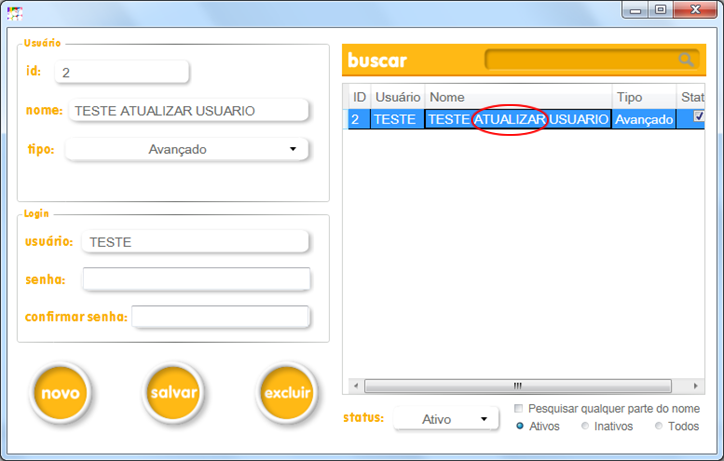 Usuário
id: 2
nome: TESTE ATUALIZAR USUARIO
tipo: Avançado
Login
usuário: TESTE
senha:
confirmar senha:
novo salvar excluir
buscar
ID Usuário Nome Tipo Stat
2 TESTE TESTE ATUALIZAR USUARIO Avançado
status: Ativo
Pesquisar qualquer parte do nome
Ativos Inativos Todos